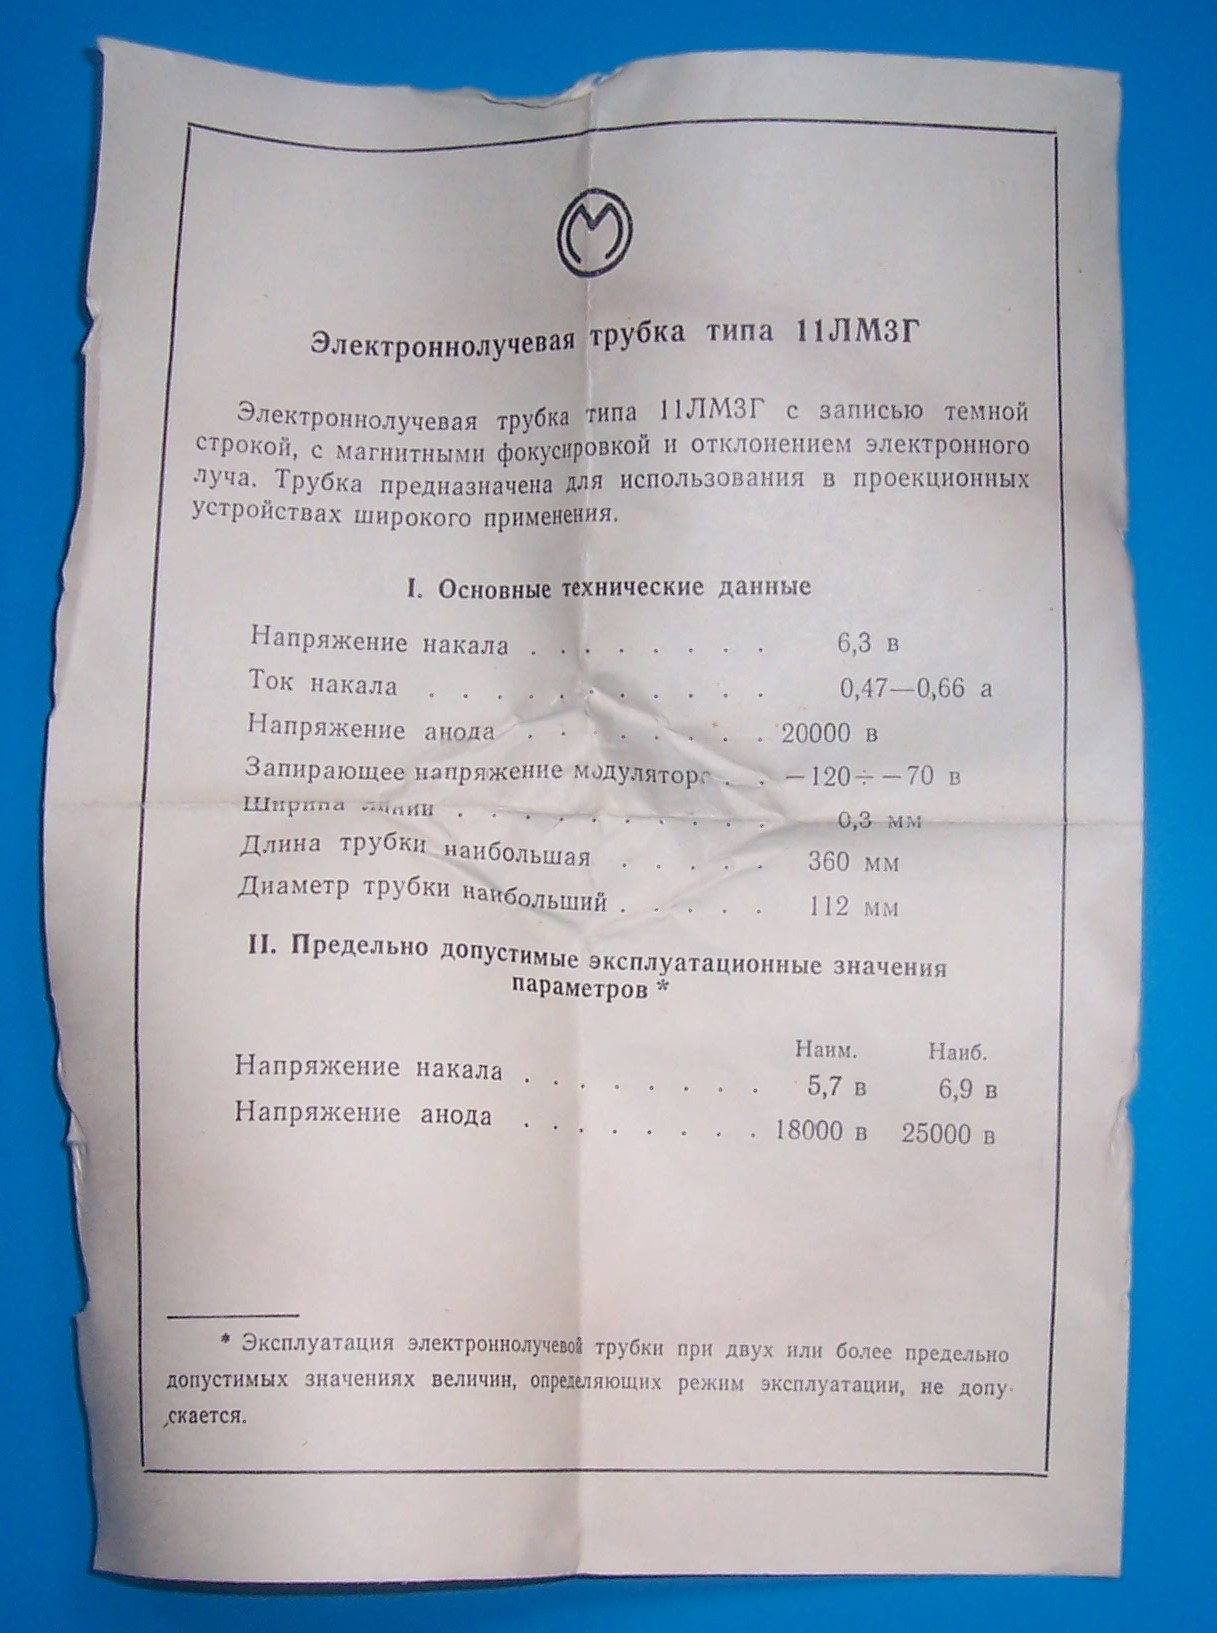 М
Электроннолучевая трубка типа 11ЛМ3Г
Электроннолучевая трубка типа 11ЛМ3Г с записью темной
строкой, с магнитными фокусировкой и отклонением электронного
луча. Трубка предназначена для использования в проекционных
устройствах широкого применения.
I. Основные технические данные
Напряжение накала . . . . . . . . 6,3 в
Ток накала . . . . . . . . . . . 0,47—0,66 а
Напряжение анода . . . . . . . . 20000 в
Запирающее напряжение модулятора . . —120÷—70 в
Ширина линии . . . . . . . . . . 0,3 мм
Длина трубки наибольшая . . . . . 360 мм
Диаметр трубки наибольший . . . . . 112 мм
II. Предельно допустимые эксплуатационные значения
параметров *
Наим. Наиб.
Напряжение накала . . . . . . . . . 5,7 в 6,9 в
Напряжение анода . . . . . . . . . 18000 в 25000 в
* Эксплуатация электроннолучевой трубки при двух или более предельно
допустимых значениях величин, определяющих режим эксплуатации, не допу-
скается.